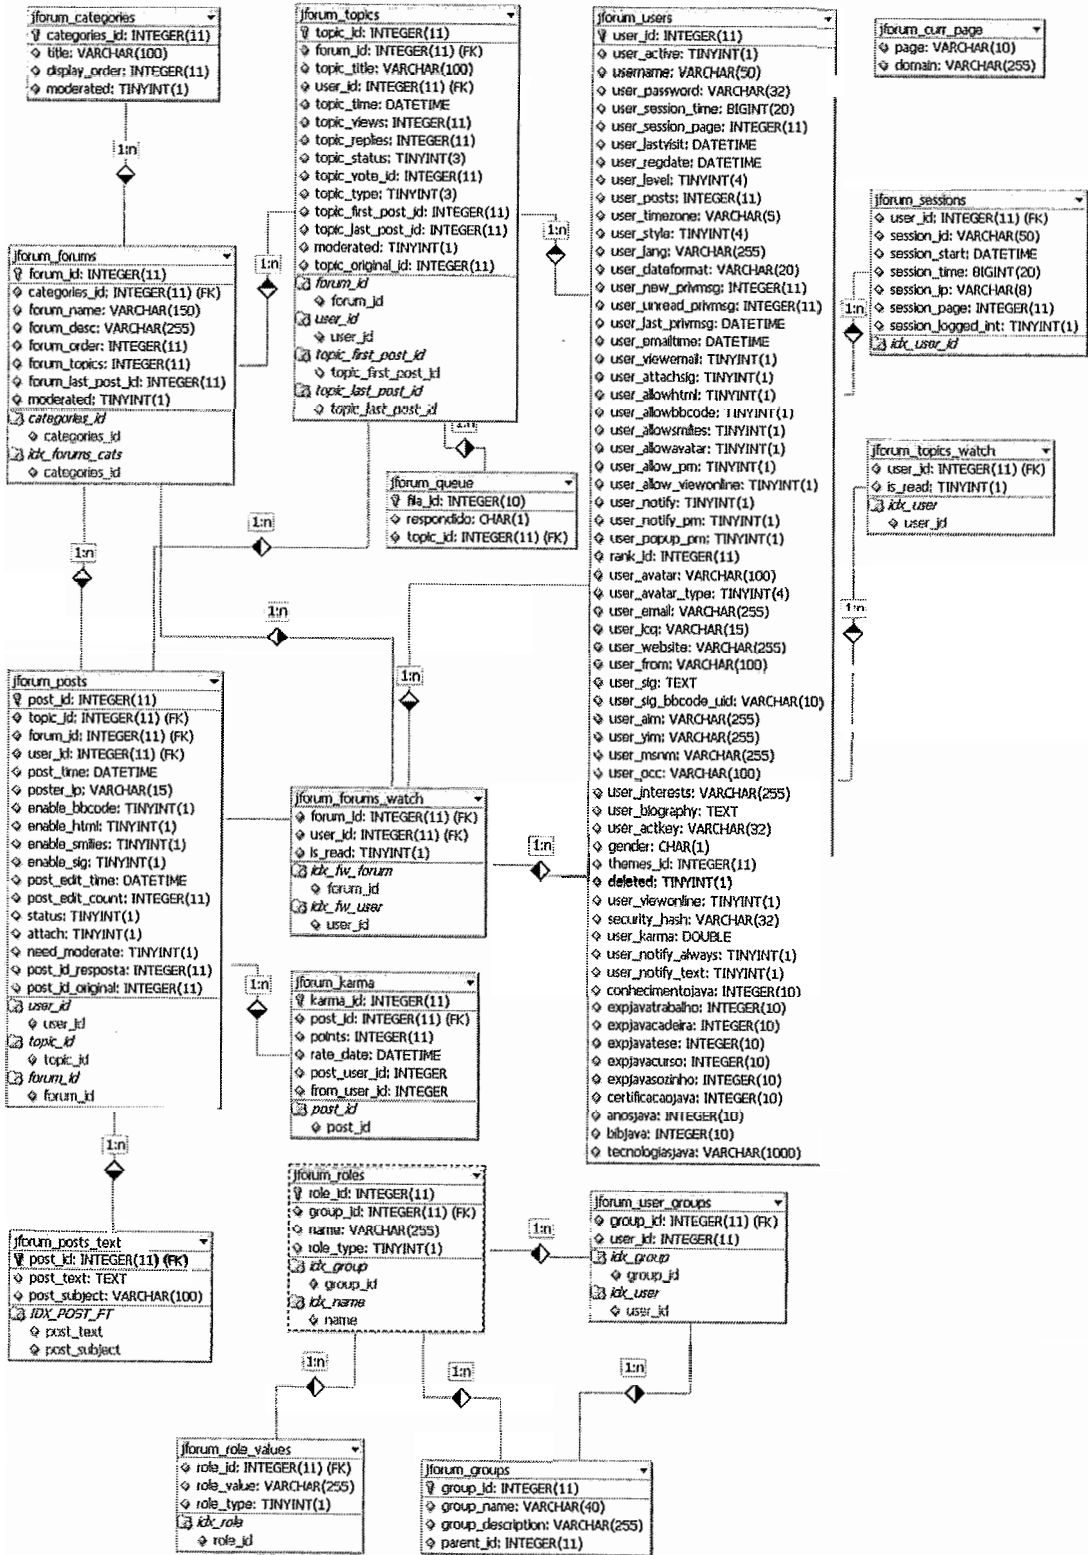 jforum_categories
categories_id: INTEGER(11)
title: VARCHAR(100)
display_order: INTEGER(11)
moderated: TINYINT(1)
1:n
jforum_forums
forum_id: INTEGER(11)
categories_id: INTEGER(11) (FK)
forum_name: VARCHAR(150)
forum_desc: VARCHAR(255)
forum_order: INTEGER(11)
forum_topics: INTEGER(11)
forum_last_post_id: INTEGER(11)
moderated: TINYINT(1)
categories_id
categories_id
idx_forums_cats
categories_id
1:n
jforum_topics
topic_id: INTEGER(11)
forum_id: INTEGER(11) (FK)
topic_title: VARCHAR(100)
user_id: INTEGER(11) (FK)
topic_time: DATETIME
topic_views: INTEGER(11)
topic_replies: INTEGER(11)
topic_status: TINYINT(3)
topic_vote_id: INTEGER(11)
topic_type: TINYINT(3)
topic_first_post_id: INTEGER(11)
topic_last_post_id: INTEGER(11)
moderated: TINYINT(1)
topic_original_id: INTEGER(11)
forum_id
forum_id
user_id
user_id
topic_first_post_id
topic_first_post_id
topic_last_post_id
topic_last_post_id
1:n
1:n
jforum_queue
fila_id: INTEGER(10)
respondido: CHAR(1)
topic_id: INTEGER(11) (FK)
1:n
1:n
1:n
1:n
jforum_users
user_id: INTEGER(11)
user_active: TINYINT(1)
username: VARCHAR(50)
user_password: VARCHAR(32)
user_session_time: BIGINT(20)
user_session_page: INTEGER(11)
user_lastvisit: DATETIME
user_regdate: DATETIME
user_level: TINYINT(4)
user_posts: INTEGER(11)
user_timezone: VARCHAR(5)
user_style: TINYINT(4)
user_lang: VARCHAR(255)
user_dateformat: VARCHAR(20)
user_new_privmsg: INTEGER(11)
user_unread_privmsg: INTEGER(11)
user_last_privmsg: DATETIME
user_emailtime: DATETIME
user_viewemail: TINYINT(1)
user_attachsig: TINYINT(1)
user_allowhtml: TINYINT(1)
user_allowbbcode: TINYINT(1)
user_allowsmilies: TINYINT(1)
user_allowavatar: TINYINT(1)
user_allow_pm: TINYINT(1)
user_allow_viewonline: TINYINT(1)
user_notify: TINYINT(1)
user_notify_pm: TINYINT(1)
user_popup_pm: TINYINT(1)
rank_id: INTEGER(11)
user_avatar: VARCHAR(100)
user_avatar_type: TINYINT(4)
user_email: VARCHAR(255)
user_icq: VARCHAR(15)
user_website: VARCHAR(255)
user_from: VARCHAR(100)
user_sig: TEXT
user_sig_bbcode_uid: VARCHAR(10)
user_aim: VARCHAR(255)
user_yim: VARCHAR(255)
user_msnm: VARCHAR(255)
user_occ: VARCHAR(100)
user_interests: VARCHAR(255)
user_biography: TEXT
user_actkey: VARCHAR(32)
gender: CHAR(1)
themes_id: INTEGER(11)
deleted: TINYINT(1)
user_viewonline: TINYINT(1)
security_hash: VARCHAR(32)
user_karma: DOUBLE
user_notify_always: TINYINT(1)
user_notify_text: TINYINT(1)
conhecimentojava: INTEGER(10)
expjavatrabalho: INTEGER(10)
expjavacadeira: INTEGER(10)
expjavatese: INTEGER(10)
expjavacurso: INTEGER(10)
expjavasozinho: INTEGER(10)
certificacaojava: INTEGER(10)
anosjava: INTEGER(10)
bibjava: INTEGER(10)
tecnologiasjava: VARCHAR(1000)
jforum_curr_page
page: VARCHAR(10)
domain: VARCHAR(255)
jforum_sessions
user_id: INTEGER(11) (FK)
session_id: VARCHAR(50)
session_start: DATETIME
session_time: BIGINT(20)
session_ip: VARCHAR(8)
session_page: INTEGER(11)
session_logged_int: TINYINT(1)
idx_user_id
1:n
jforum_topics_watch
user_id: INTEGER(11) (FK)
is_read: TINYINT(1)
idx_user
user_id
1:n
jforum_posts
post_id: INTEGER(11)
topic_id: INTEGER(11) (FK)
forum_id: INTEGER(11) (FK)
user_id: INTEGER(11) (FK)
post_time: DATETIME
poster_ip: VARCHAR(15)
enable_bbcode: TINYINT(1)
enable_html: TINYINT(1)
enable_smilies: TINYINT(1)
enable_sig: TINYINT(1)
post_edit_time: DATETIME
post_edit_count: INTEGER(11)
status: TINYINT(1)
attach: TINYINT(1)
need_moderate: TINYINT(1)
post_id_resposta: INTEGER(11)
post_id_original: INTEGER(11)
user_id
user_id
topic_id
topic_id
forum_id
forum_id
1:n
jforum_forums_watch
forum_id: INTEGER(11) (FK)
user_id: INTEGER(11) (FK)
is_read: TINYINT(1)
idx_fw_forum
forum_id
idx_fw_user
user_id
1:n
1:n
jforum_karma
karma_id: INTEGER(11)
post_id: INTEGER(11) (FK)
points: INTEGER(11)
rate_date: DATETIME
post_user_id: INTEGER
from_user_id: INTEGER
post_id
post_id
jforum_posts_text
post_id: INTEGER(11) (FK)
post_text: TEXT
post_subject: VARCHAR(100)
IDX_POST_FT
post_text
post_subject
jforum_roles
role_id: INTEGER(11)
group_id: INTEGER(11) (FK)
name: VARCHAR(255)
role_type: TINYINT(1)
idx_group
group_id
idx_name
name
1:n
jforum_user_groups
group_id: INTEGER(11) (FK)
user_id: INTEGER(11)
idx_group
group_id
idx_user
user_id
1:n
1:n
1:n
jforum_role_values
role_id: INTEGER(11) (FK)
role_value: VARCHAR(255)
role_type: TINYINT(1)
idx_role
role_id
jforum_groups
group_id: INTEGER(11)
group_name: VARCHAR(40)
group_description: VARCHAR(255)
parent_id: INTEGER(11)